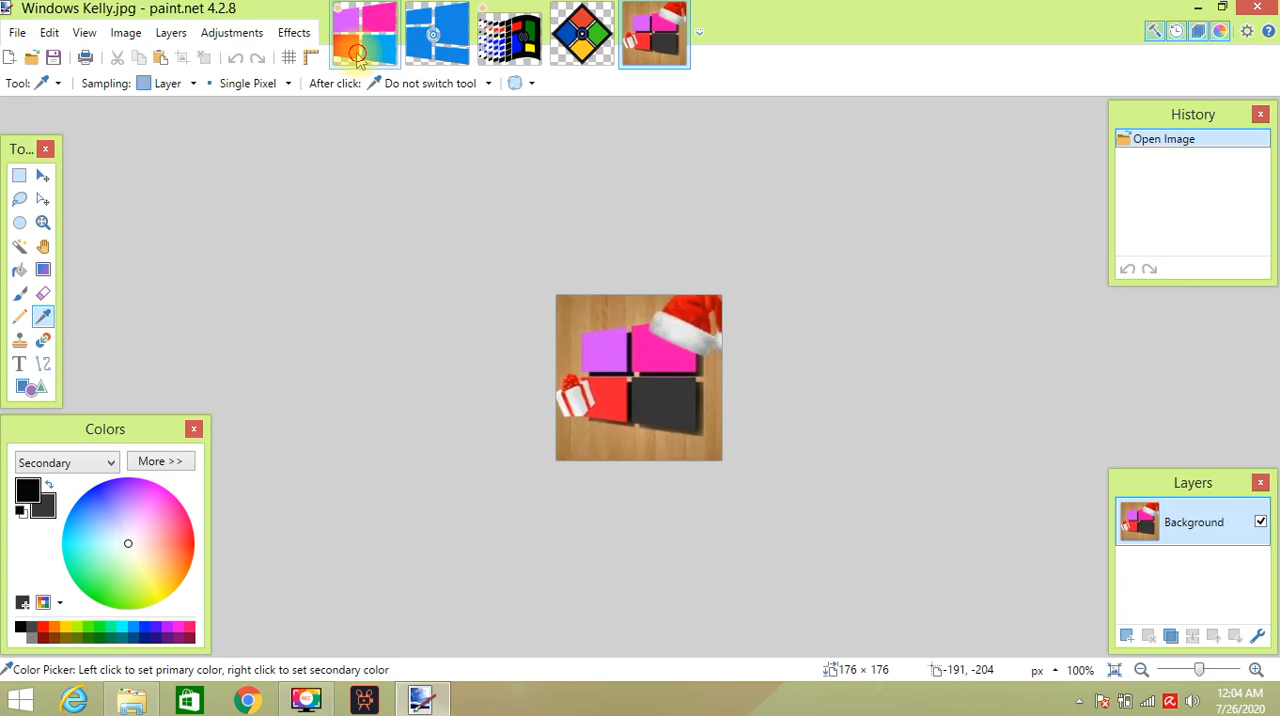 Windows Kelly.jpg - paint.net 4.2.8
File Edit View Image Layers Adjustments Effects
Tool: Sampling: Layer Single Pixel After click: Do not switch tool
History
Open Image
To...
Colors
Secondary More >>
Layers
Background
Color Picker: Left click to set primary color, right click to set secondary color 176 × 176 -191, -204 px 100%
12:04 AM
7/26/2020